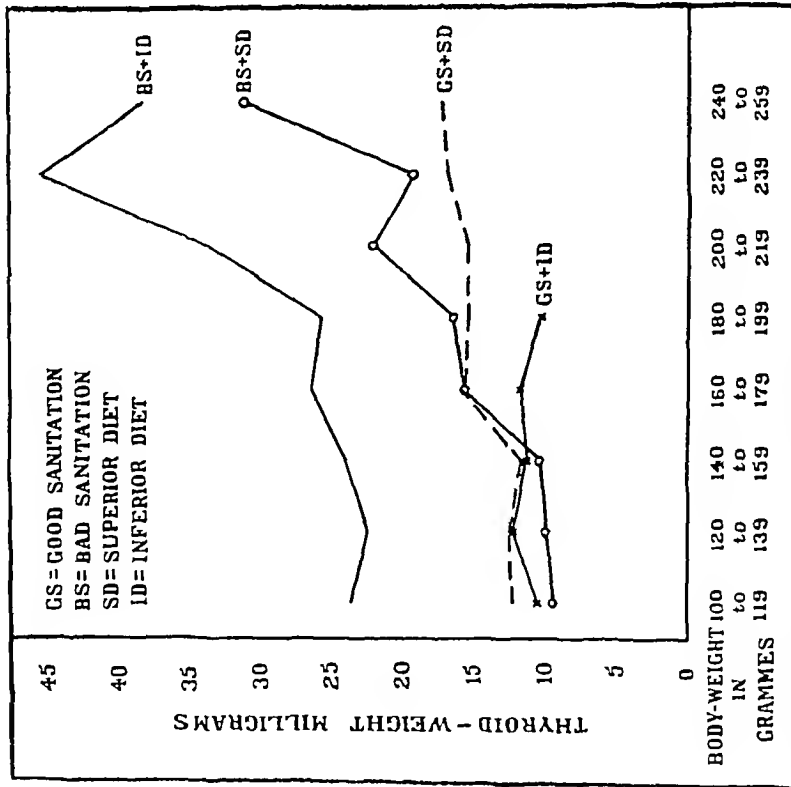 GS=GOOD SANITATION
BS=BAD SANITATION
SD=SUPERIOR DIET
ID=INFERIOR DIET
BS+ID
BS+SD
GS+SD
GS+ID
THYROID-WEIGHT MILLIGRAMS
45
40
35
30
25
20
15
10
5
0
BODY-WEIGHT 100 120 140 160 180 200 220 240
IN to to to to to to to to
GRAMMES 119 139 159 179 199 219 239 259